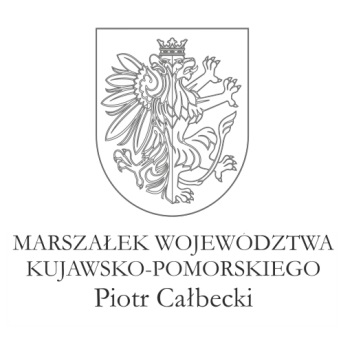 MARSZAŁEK WOJEWÓDZTWA
KUJAWSKO-POMORSKIEGO
Piotr Całbecki